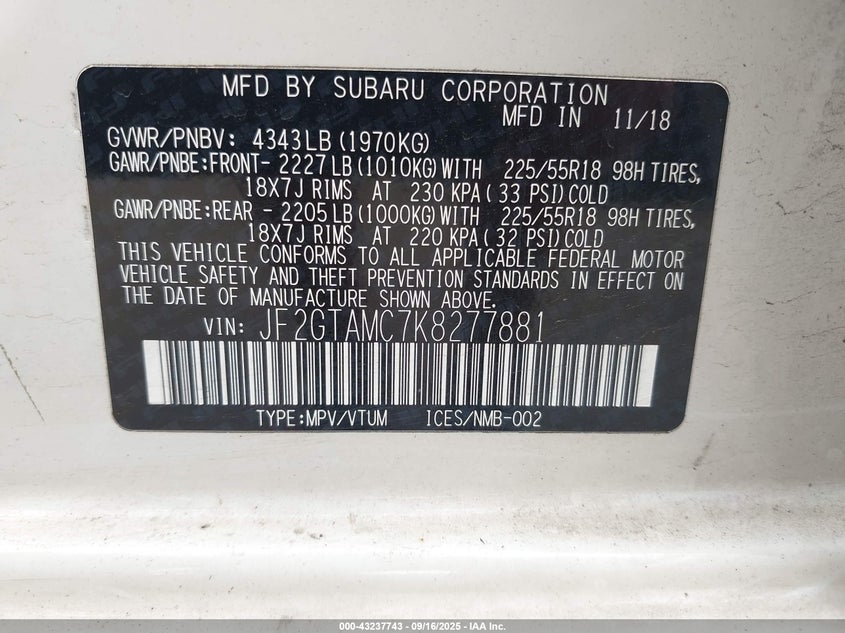 MFD BY SUBARU CORPORATION
MFD IN 11/18
GVWR/PNBV: 4343LB (1970KG)
GAWR/PNBE:FRONT- 2227LB (1010KG) WITH 225/55R18 98H TIRES,
18X7J RIMS AT 230 KPA( 33 PSI) COLD
GAWR/PNBE:REAR - 2205LB (1000KG) WITH 225/55R18 98H TIRES,
18X7J RIMS AT 220 KPA( 32 PSI) COLD
THIS VEHICLE CONFORMS TO ALL APPLICABLE FEDERAL MOTOR
VEHICLE SAFETY AND THEFT PREVENTION STANDARDS IN EFFECT ON
THE DATE OF MANUFACTURE SHOWN ABOVE.
VIN: JF2GTAMC7K8277881
TYPE:MPV/VTUM ICES/NMB-002
000-43237743 - 09/16/2025 - IAA Inc.